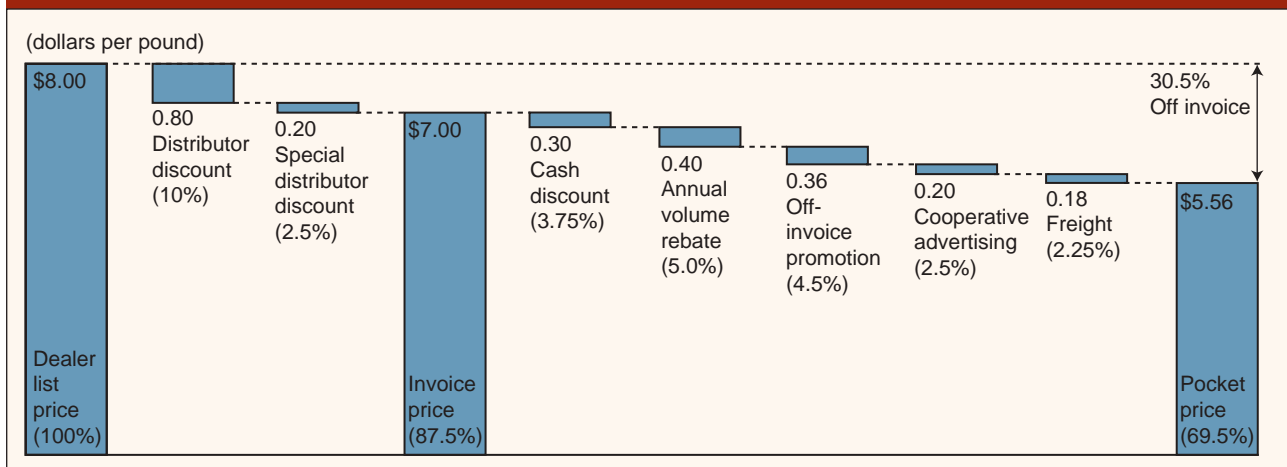 (dollars per pound)
$8.00
Dealer
list
price
(100%)
0.80
Distributor
discount
(10%)
0.20
Special
distributor
discount
(2.5%)
$7.00
Invoice
price
(87.5%)
0.30
Cash
discount
(3.75%)
0.40
Annual
volume
rebate
(5.0%)
0.36
Off-
invoice
promotion
(4.5%)
0.20
Cooperative
advertising
(2.5%)
0.18
Freight
(2.25%)
30.5%
Off invoice
$5.56
Pocket
price
(69.5%)